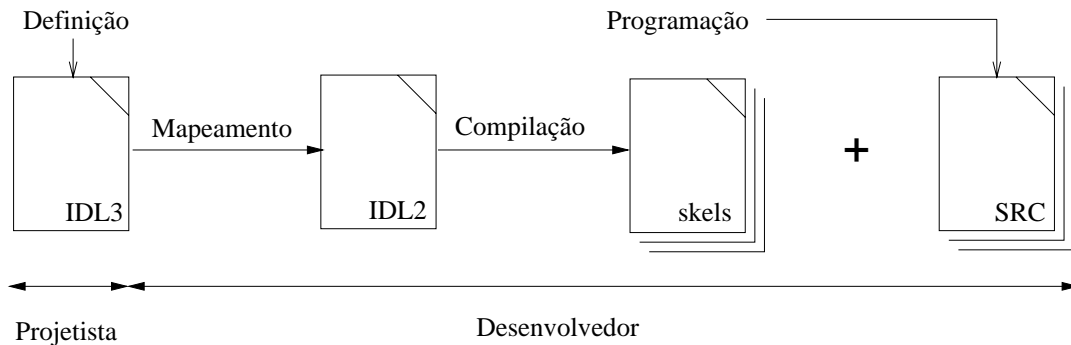 Definição
Programação
Mapeamento
Compilação
+
IDL3
IDL2
skels
SRC
Projetista
Desenvolvedor